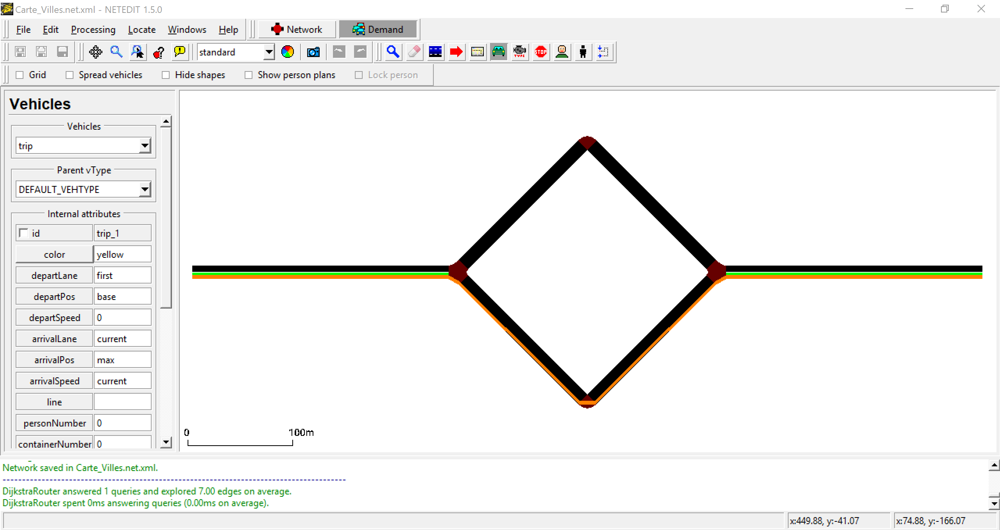 Carte_Villes.net.xml - NETEDIT 1.5.0
File Edit Processing Locate Windows Help Network Demand
standard TYPE STOP
Grid Spread vehicles Hide shapes Show person plans Lock person
Vehicles
Vehicles
trip
Parent vType
DEFAULT_VEHTYPE
Internal attributes
id trip_1
color yellow
departLane first
departPos base
departSpeed 0
arrivalLane current
arrivalPos max
arrivalSpeed current
line
personNumber 0
containerNumber 0
0 100m
Network saved in Carte_Villes.net.xml.
----------------------------------------------------------------------------------------
DijkstraRouter answered 1 queries and explored 7.00 edges on average.
DijkstraRouter spent 0ms answering queries (0.00ms on average).
x:449.88, y:-41.07 x:74.88, y:-166.07